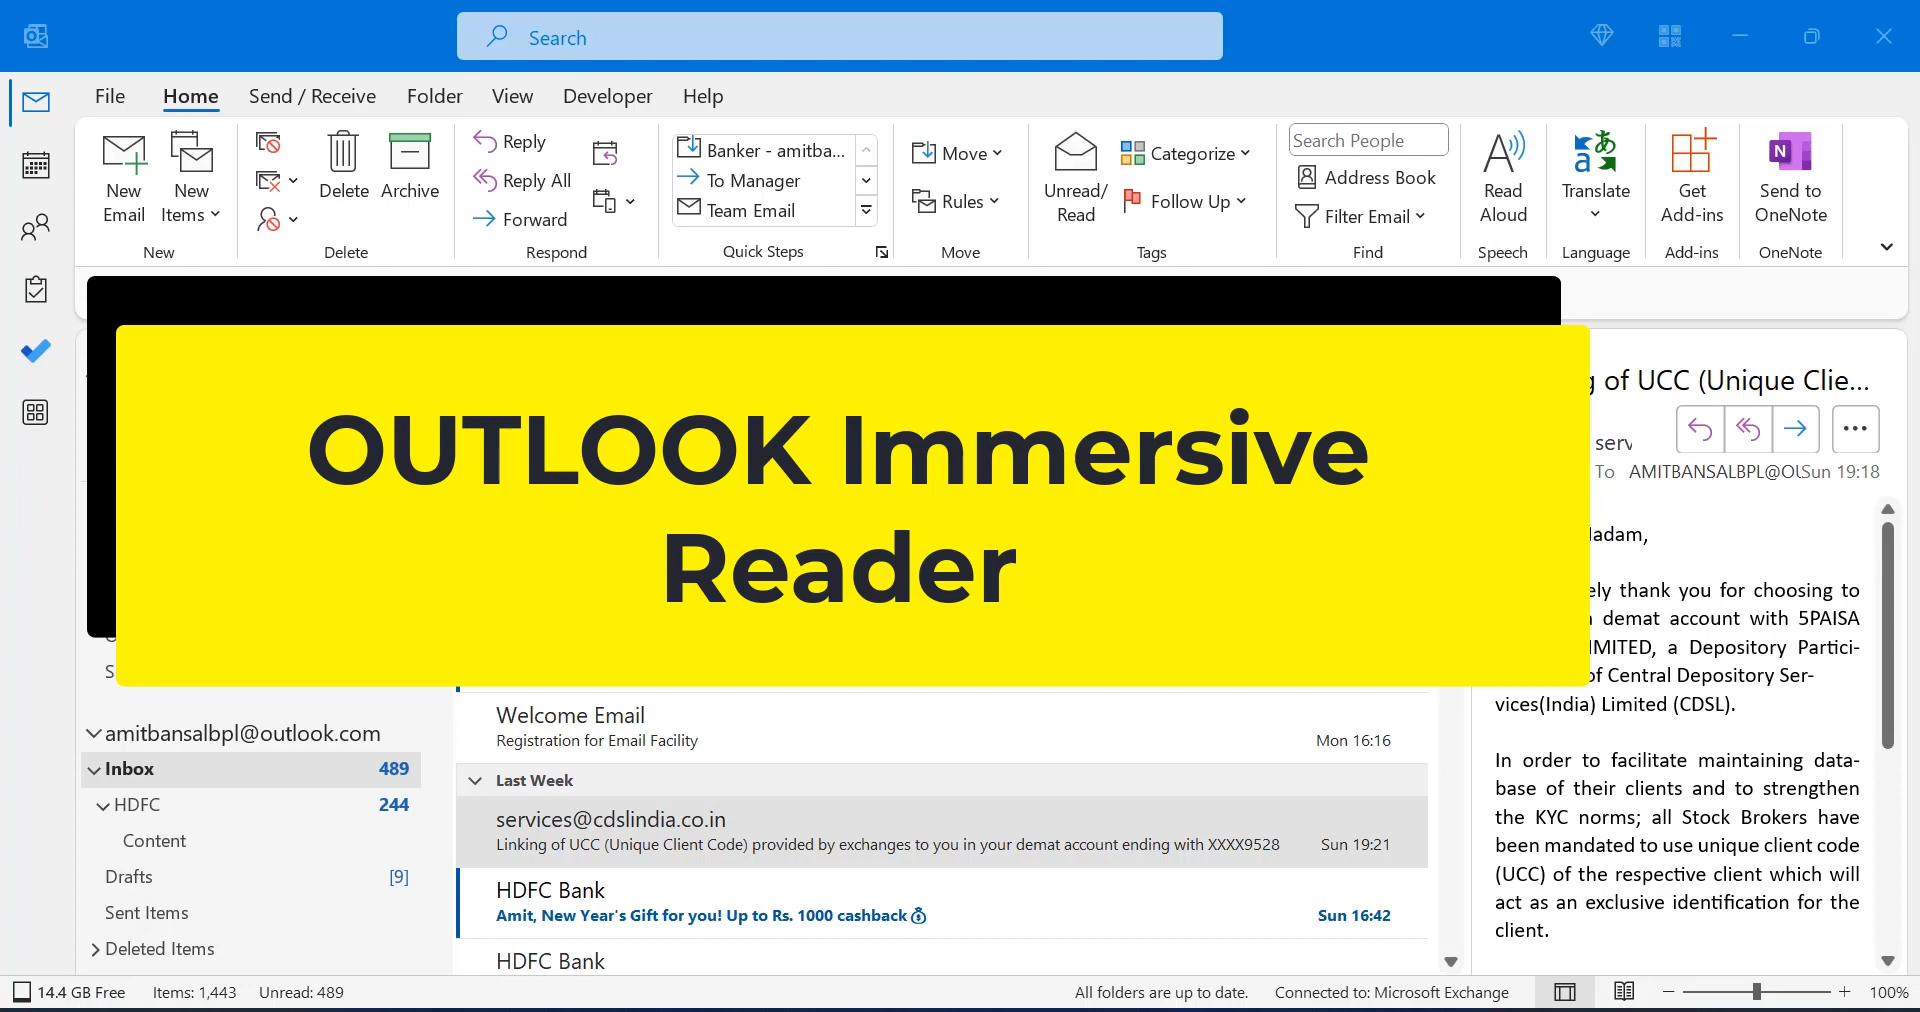 Search
File Home Send / Receive Folder View Developer Help
New Email
New Items
Delete
Archive
Reply
Reply All
Forward
Banker - amitba...
To Manager
Team Email
Move
Rules
Unread/ Read
Categorize
Follow Up
Search People
Address Book
Filter Email
Read Aloud
Translate
Get Add-ins
Send to OneNote
New Delete Respond Quick Steps Move Tags Find Speech Language Add-ins OneNote
OUTLOOK Immersive
Reader
amitbansalbpl@outlook.com
Inbox 489
HDFC 244
Content
Drafts [9]
Sent Items
Deleted Items
Welcome Email
Registration for Email Facility Mon 16:16
Last Week
services@cdslindia.co.in
Linking of UCC (Unique Client Code) provided by exchanges to you in your demat account ending with XXXX9528 Sun 19:21
HDFC Bank
Amit, New Year's Gift for you! Up to Rs. 1000 cashback Sun 16:42
HDFC Bank
of UCC (Unique Clie...
To AMITBANSALBPL@OU Sun 19:18
thank you for choosing to
demat account with 5PAISA
a Depository Partici-
of Central Depository Ser-
vices(India) Limited (CDSL).
In order to facilitate maintaining data-
base of their clients and to strengthen
the KYC norms; all Stock Brokers have
been mandated to use unique client code
(UCC) of the respective client which will
act as an exclusive identification for the
client.
14.4 GB Free Items: 1,443 Unread: 489 All folders are up to date. Connected to: Microsoft Exchange 100%